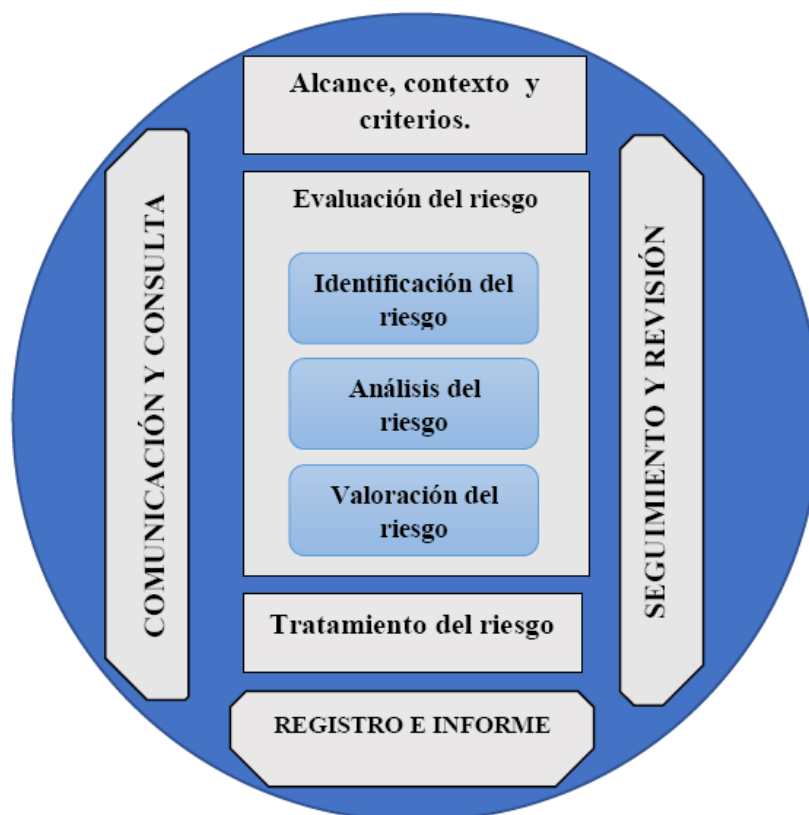 Alcance, contexto y
criterios.
COMUNICACIÓN Y CONSULTA
Evaluación del riesgo
Identificación del
riesgo
Análisis del
riesgo
Valoración del
riesgo
SEGUIMIENTO Y REVISIÓN
Tratamiento del riesgo
REGISTRO E INFORME